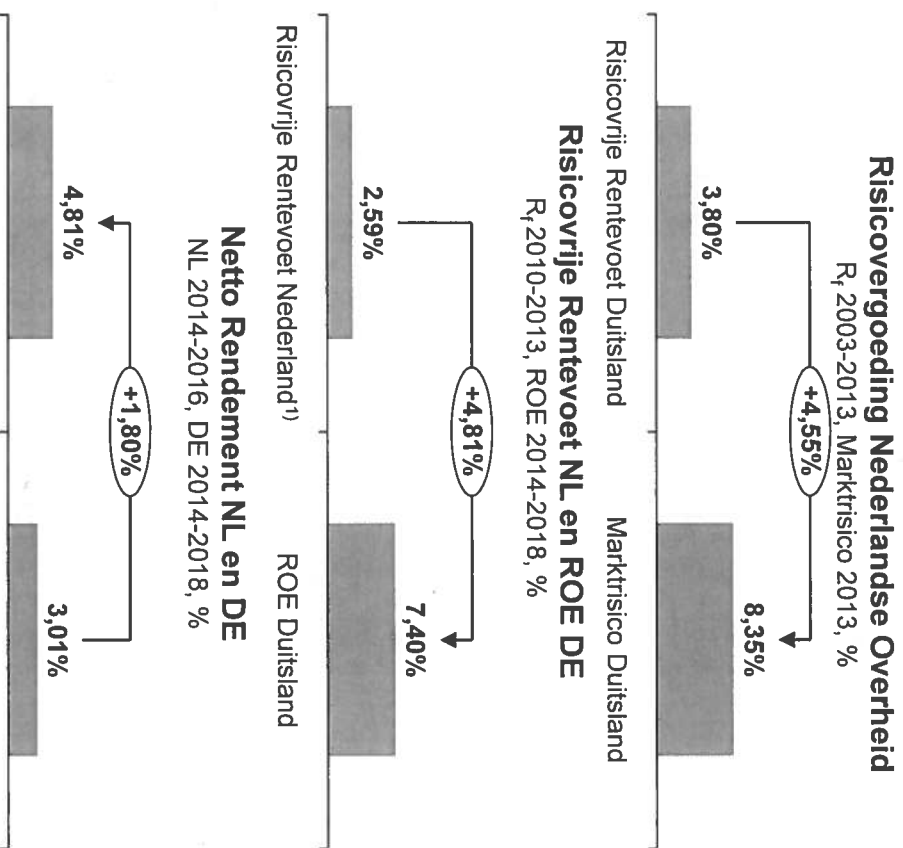 Risicovergoeding Nederlandse Overheid
Rf 2003-2013, Marktrisico 2013, %
+4,55%
3,80%
8,35%
Risicovrije Rentevoet Duitsland
Marktrisico Duitsland
Risicovrije Rentevoet NL en ROE DE
Rf 2010-2013, ROE 2014-2018, %
+4,81%
2,59%
7,40%
Risicovrije Rentevoet Nederland1)
ROE Duitsland
Netto Rendement NL en DE
NL 2014-2016, DE 2014-2018, %
+1,80%
4,81%
3,01%